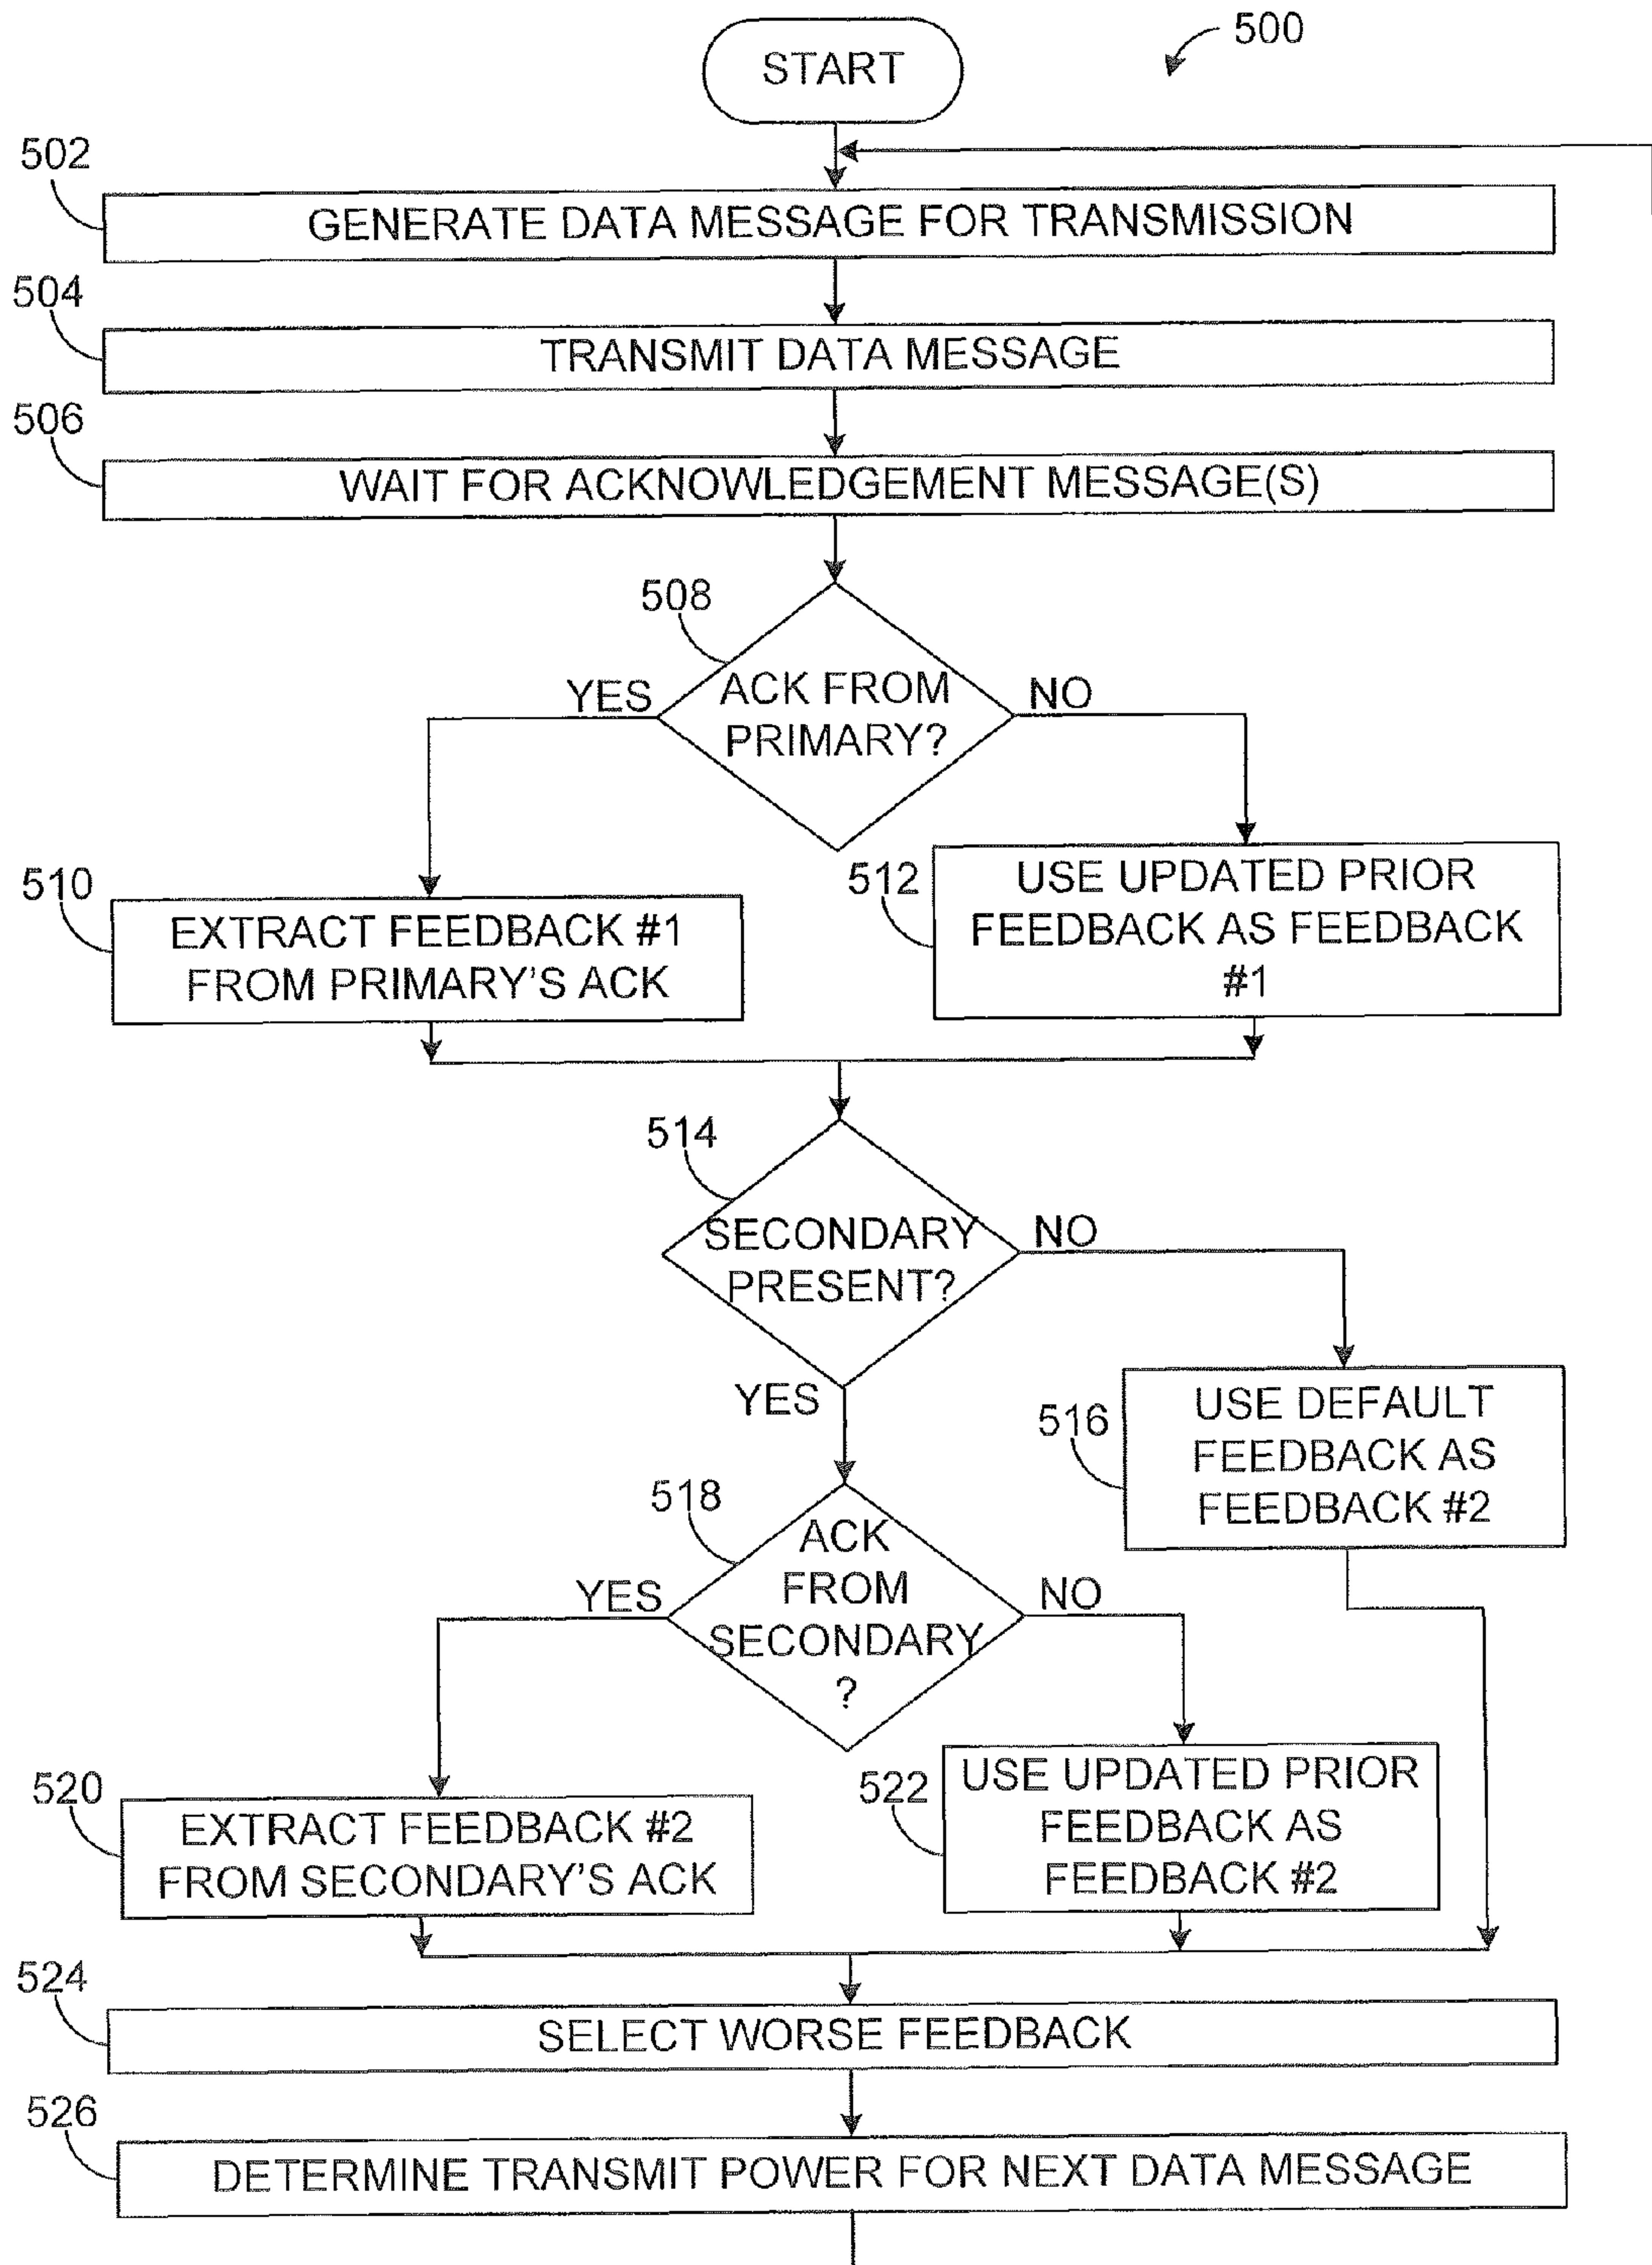 500
START
502
GENERATE DATA MESSAGE FOR TRANSMISSION
504
TRANSMIT DATA MESSAGE
506
WAIT FOR ACKNOWLEDGEMENT MESSAGE(S)
508
YES
ACK FROM
PRIMARY?
NO
510
EXTRACT FEEDBACK #1
FROM PRIMARY'S ACK
512
USE UPDATED PRIOR
FEEDBACK AS FEEDBACK
#1
514
SECONDARY
PRESENT?
NO
YES
516
USE DEFAULT
FEEDBACK AS
FEEDBACK #2
518
YES
ACK
FROM
SECONDARY
?
NO
520
EXTRACT FEEDBACK #2
FROM SECONDARY'S ACK
522
USE UPDATED PRIOR
FEEDBACK AS
FEEDBACK #2
524
SELECT WORSE FEEDBACK
526
DETERMINE TRANSMIT POWER FOR NEXT DATA MESSAGE